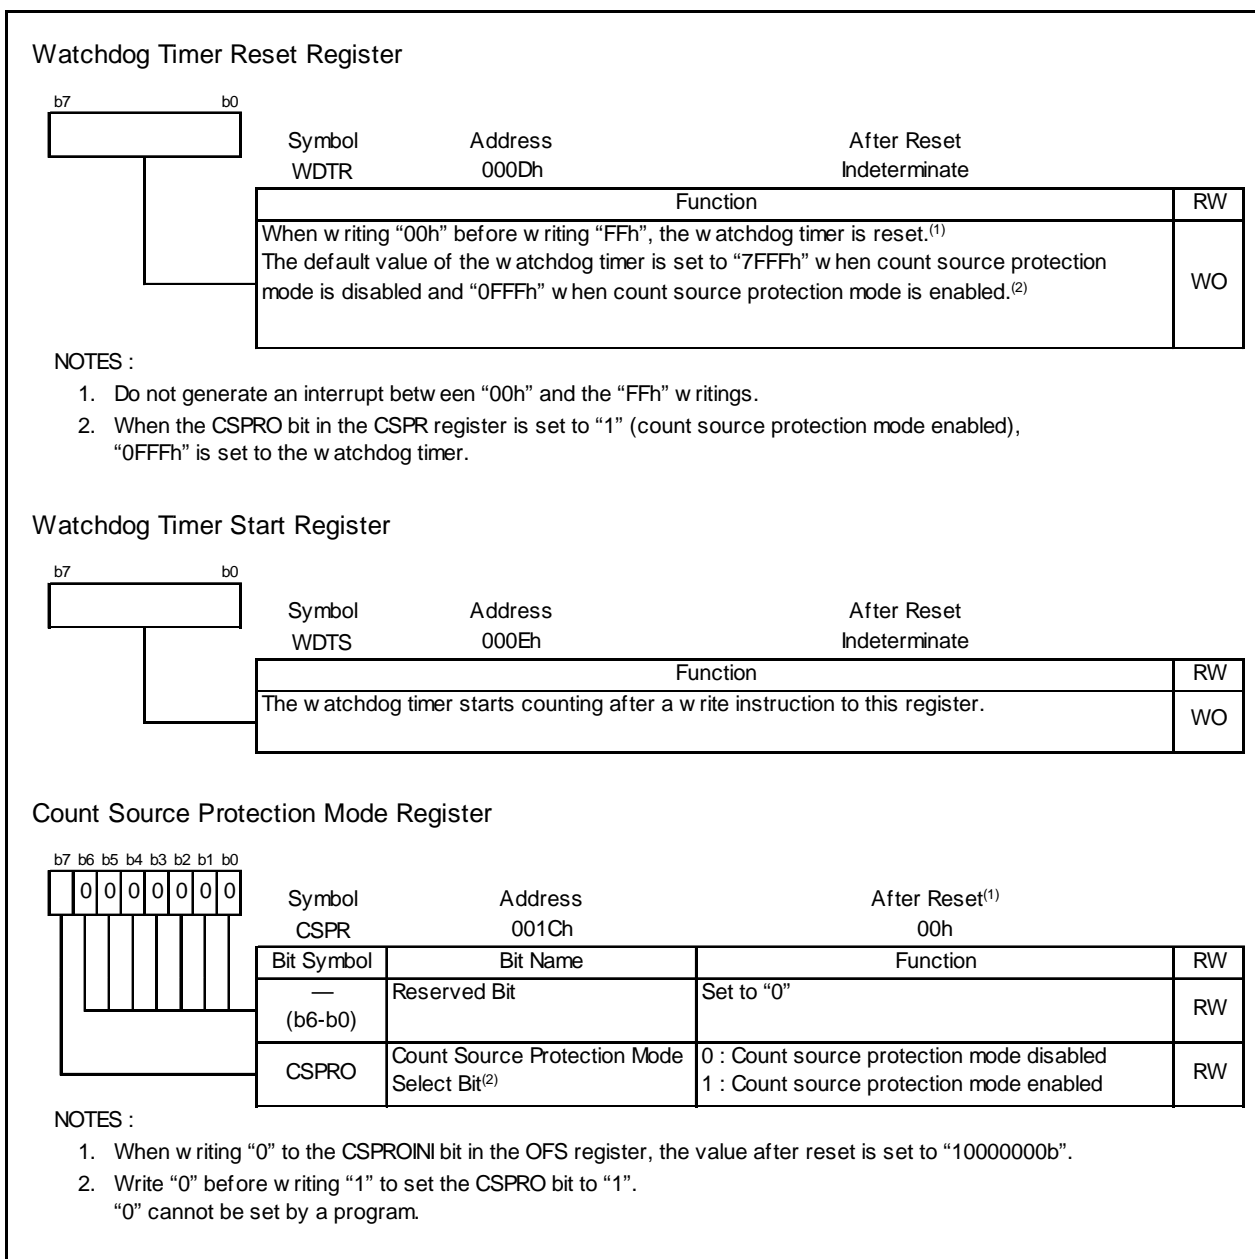 Watchdog Timer Reset Register
b7 b0
Symbol Address After Reset
WDTR 000Dh Indeterminate
Function RW
When writing “00h” before writing “FFh”, the watchdog timer is reset.(1)
The default value of the watchdog timer is set to “7FFFh” when count source protection
mode is disabled and “0FFFh” when count source protection mode is enabled.(2)
WO
NOTES :
1. Do not generate an interrupt between “00h” and the “FFh” writings.
2. When the CSPRO bit in the CSPR register is set to “1” (count source protection mode enabled),
“0FFFh” is set to the watchdog timer.
Watchdog Timer Start Register
b7 b0
Symbol Address After Reset
WDTS 000Eh Indeterminate
Function RW
The watchdog timer starts counting after a write instruction to this register.
WO
Count Source Protection Mode Register
b7 b6 b5 b4 b3 b2 b1 b0
0 0 0 0 0 0 0
Symbol Address After Reset(1)
CSPR 001Ch 00h
Bit Symbol Bit Name Function RW
— Reserved Bit Set to “0”
(b6-b0) RW
CSPRO Count Source Protection Mode 0 : Count source protection mode disabled
Select Bit(2) 1 : Count source protection mode enabled RW
NOTES :
1. When writing “0” to the CSPROINI bit in the OFS register, the value after reset is set to “10000000b”.
2. Write “0” before writing “1” to set the CSPRO bit to “1”.
“0” cannot be set by a program.